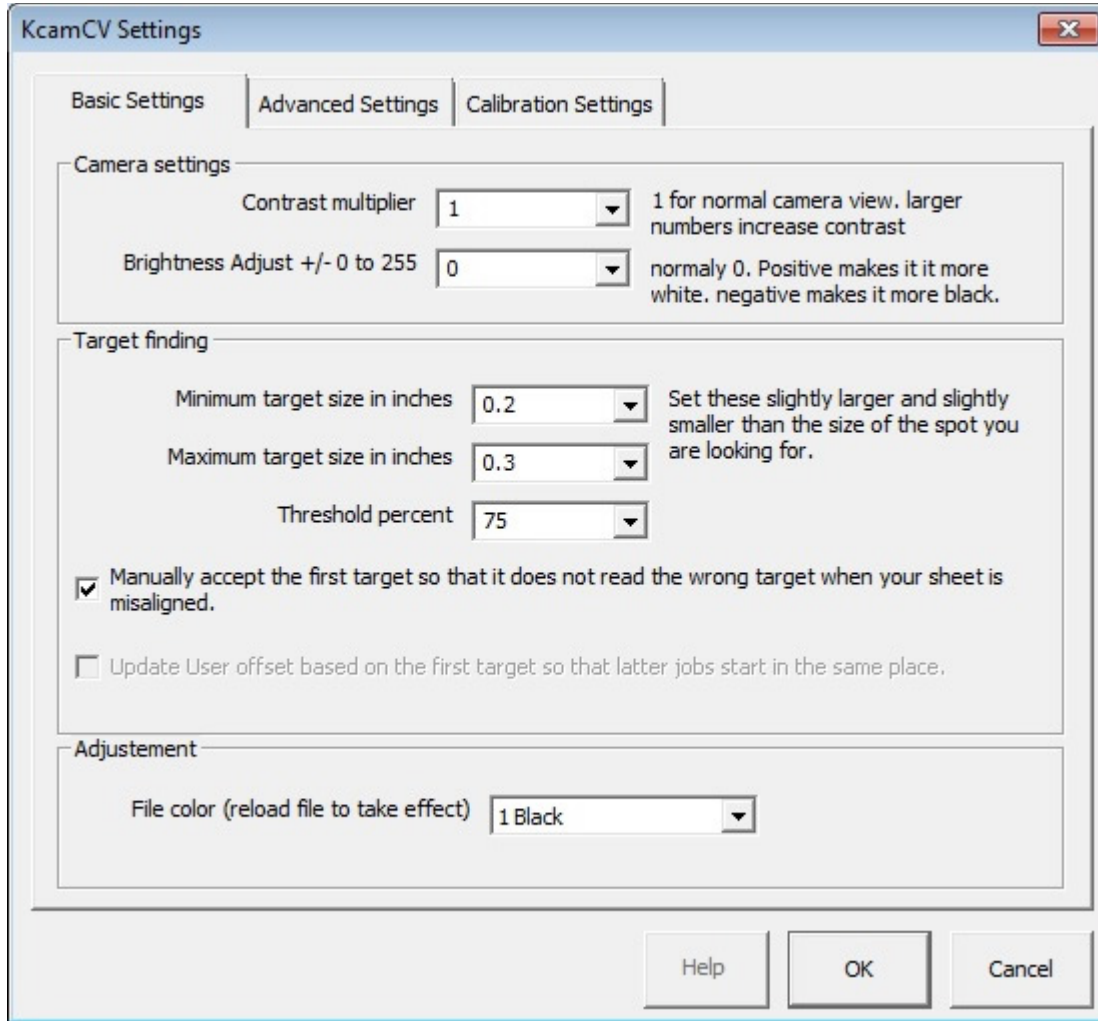 KcamCV Settings
Basic Settings
Advanced Settings
Calibration Settings
Camera settings
Contrast multiplier
1
1 for normal camera view. larger
numbers increase contrast
Brightness Adjust +/- 0 to 255
0
normaly 0. Positive makes it it more
white. negative makes it more black.
Target finding
Minimum target size in inches
0.2
Set these slightly larger and slightly
smaller than the size of the spot you
are looking for.
Maximum target size in inches
0.3
Threshold percent
75
Manually accept the first target so that it does not read the wrong target when your sheet is
misaligned.
Update User offset based on the first target so that latter jobs start in the same place.
Adjustement
File color (reload file to take effect)
1 Black
Help
OK
Cancel